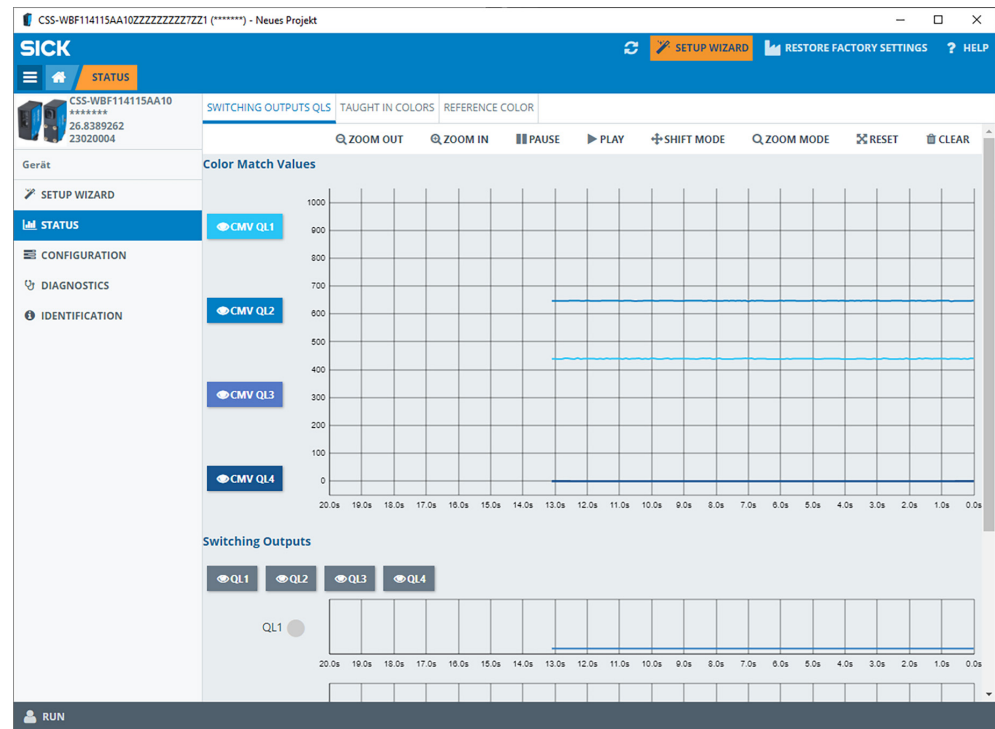 CSS-WBF114115AA10ZZZZZZZZZ7ZZ1 (*******) - Neues Projekt
SICK
SETUP WIZARD
RESTORE FACTORY SETTINGS
? HELP
STATUS
CSS-WBF114115AA10
*******
26.8389262
23020004
SWITCHING OUTPUTS QLS
TAUGHT IN COLORS
REFERENCE COLOR
ZOOM OUT
ZOOM IN
PAUSE
PLAY
SHIFT MODE
ZOOM MODE
RESET
CLEAR
Gerät
SETUP WIZARD
STATUS
CONFIGURATION
DIAGNOSTICS
IDENTIFICATION
Color Match Values
CMV QL1
CMV QL2
CMV QL3
CMV QL4
1000
900
800
700
600
500
400
300
200
100
0
20.0s 19.0s 18.0s 17.0s 16.0s 15.0s 14.0s 13.0s 12.0s 11.0s 10.0s 9.0s 8.0s 7.0s 6.0s 5.0s 4.0s 3.0s 2.0s 1.0s 0.0s
Switching Outputs
QL1
QL2
QL3
QL4
QL1
20.0s 19.0s 18.0s 17.0s 16.0s 15.0s 14.0s 13.0s 12.0s 11.0s 10.0s 9.0s 8.0s 7.0s 6.0s 5.0s 4.0s 3.0s 2.0s 1.0s 0.0s
RUN